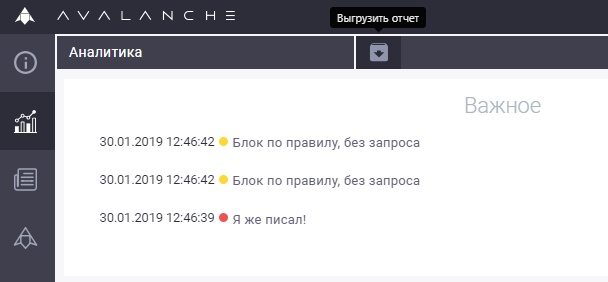 AVALANCHE
Выгрузить отчет
Аналитика
Важное
30.01.2019 12:46:42 Блок по правилу, без запроса
30.01.2019 12:46:42 Блок по правилу, без запроса
30.01.2019 12:46:39 Я же писал!